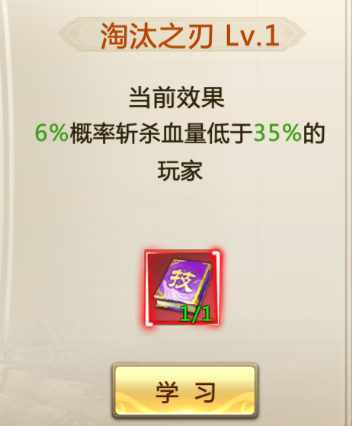 淘汰之刃 Lv.1
当前效果
6%概率斩杀血量低于35%的
玩家
技
1/1
学 习